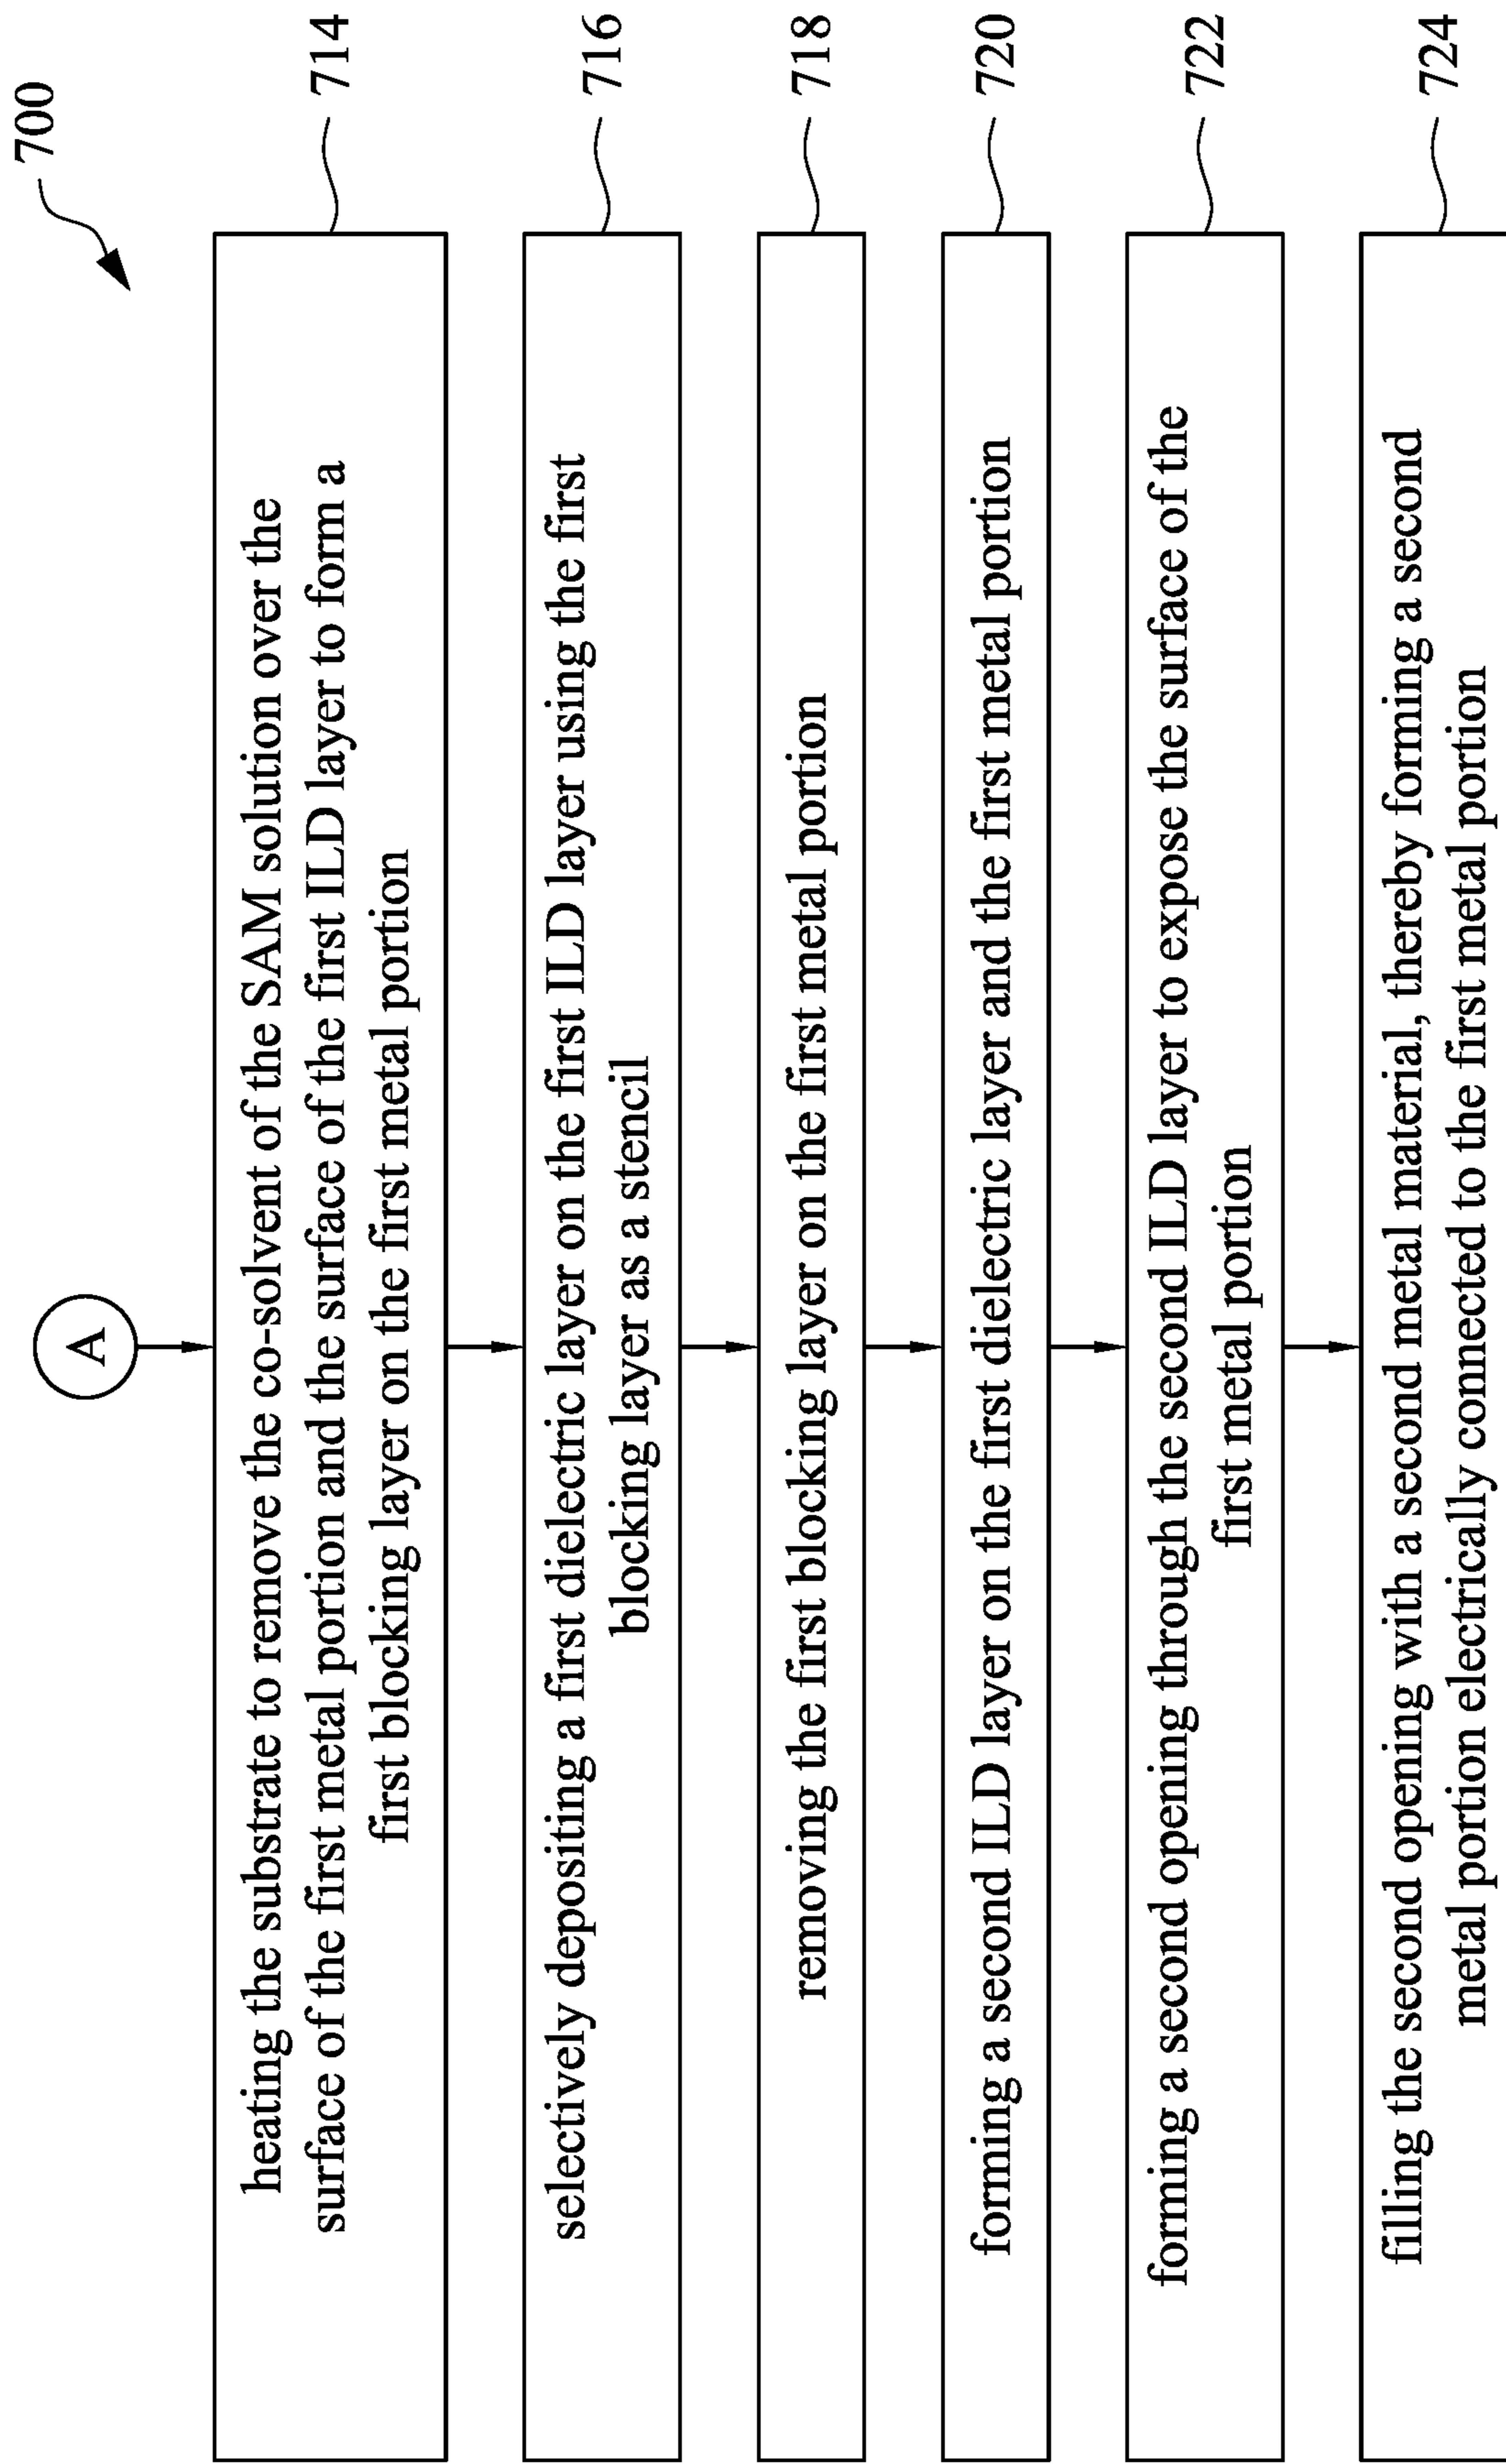 700
A
heating the substrate to remove the co-solvent of the SAM solution over the
surface of the first metal portion and the surface of the first ILD layer to form a
first blocking layer on the first metal portion
714
selectively depositing a first dielectric layer on the first ILD layer using the first
blocking layer as a stencil
716
removing the first blocking layer on the first metal portion
718
forming a second ILD layer on the first dielectric layer and the first metal portion
720
forming a second opening through the second ILD layer to expose the surface of the
first metal portion
722
filling the second opening with a second metal material, thereby forming a second
metal portion electrically connected to the first metal portion
724